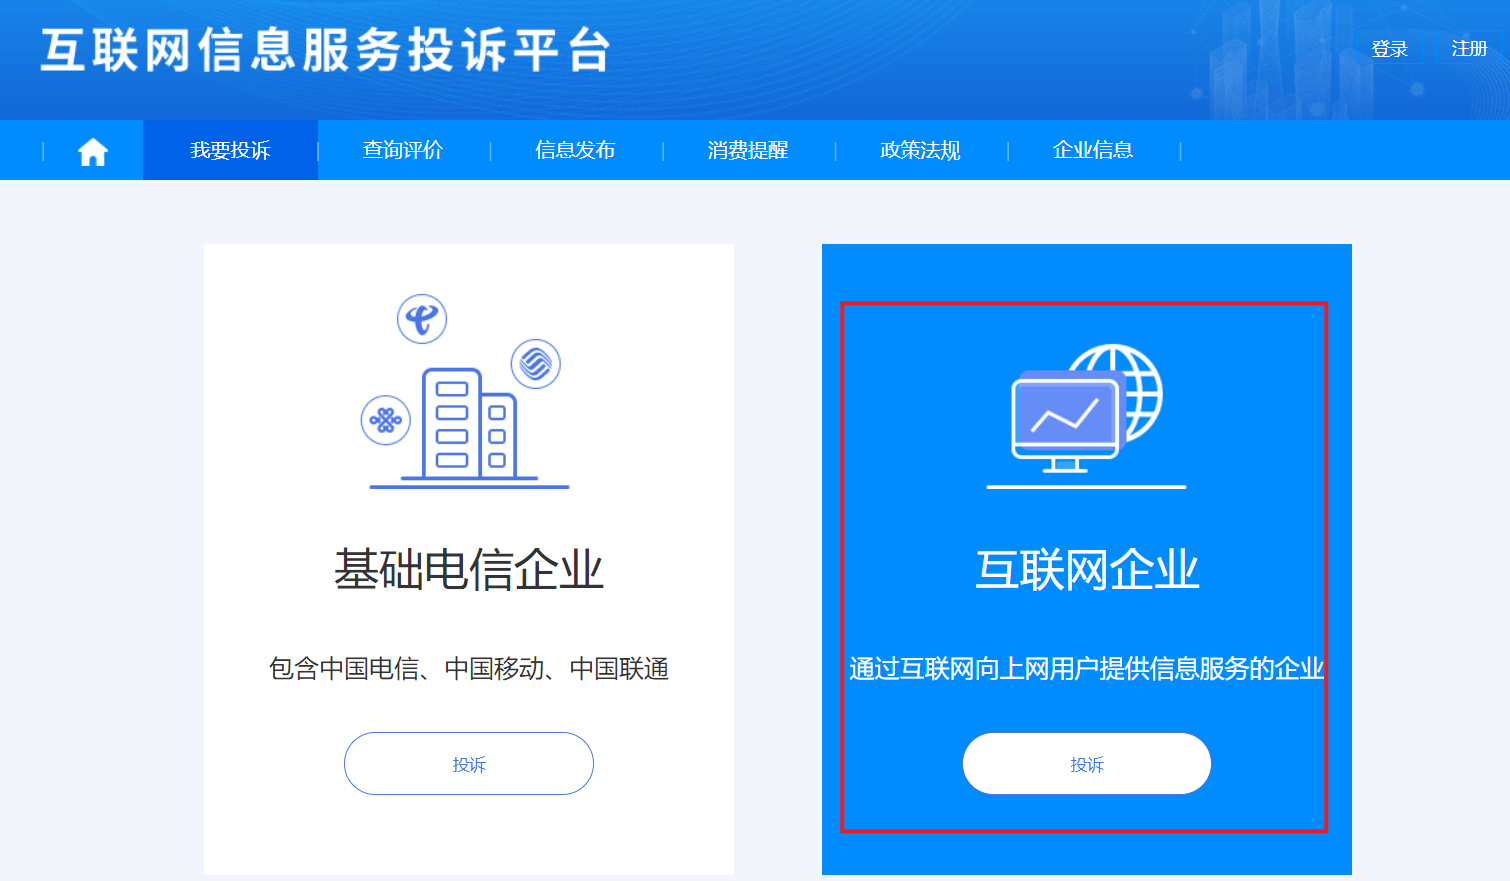 互联网信息服务投诉平台
登录 注册
我要投诉 查询评价 信息发布 消费提醒 政策法规 企业信息
基础电信企业
包含中国电信、中国移动、中国联通
投诉
互联网企业
通过互联网向上网用户提供信息服务的企业
投诉